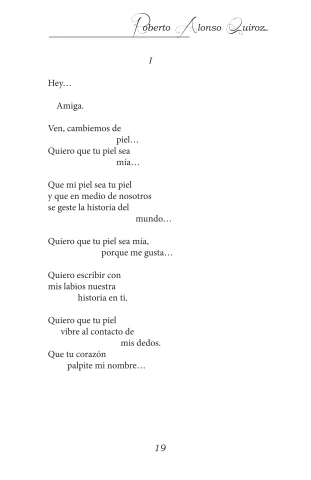 Roberto Alonso Quiroz..
I
Hey…
Amiga.
Ven, cambiemos de
piel…
Quiero que tu piel sea
mía…
Que mi piel sea tu piel
y que en medio de nosotros
se geste la historia del
mundo…
Quiero que tu piel sea mía,
porque me gusta…
Quiero escribir con
mis labios nuestra
historia en ti.
Quiero que tu piel
vibre al contacto de
mis dedos.
Que tu corazón
palpite mi nombre…
19